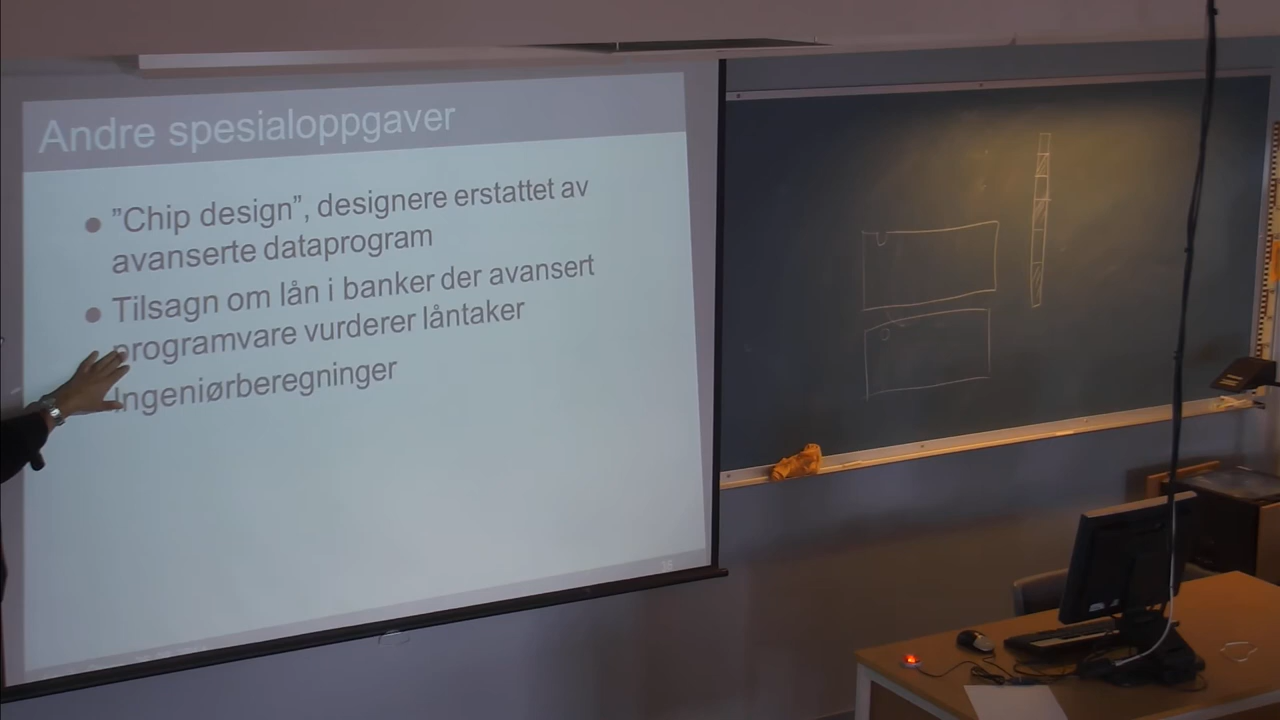 Andre spesialoppgaver
"Chip design", designere erstattet av
avanserte dataprogram
Tilsagn om lån i banker der avansert
programvare vurderer låntaker
Ingeniørberegninger
16